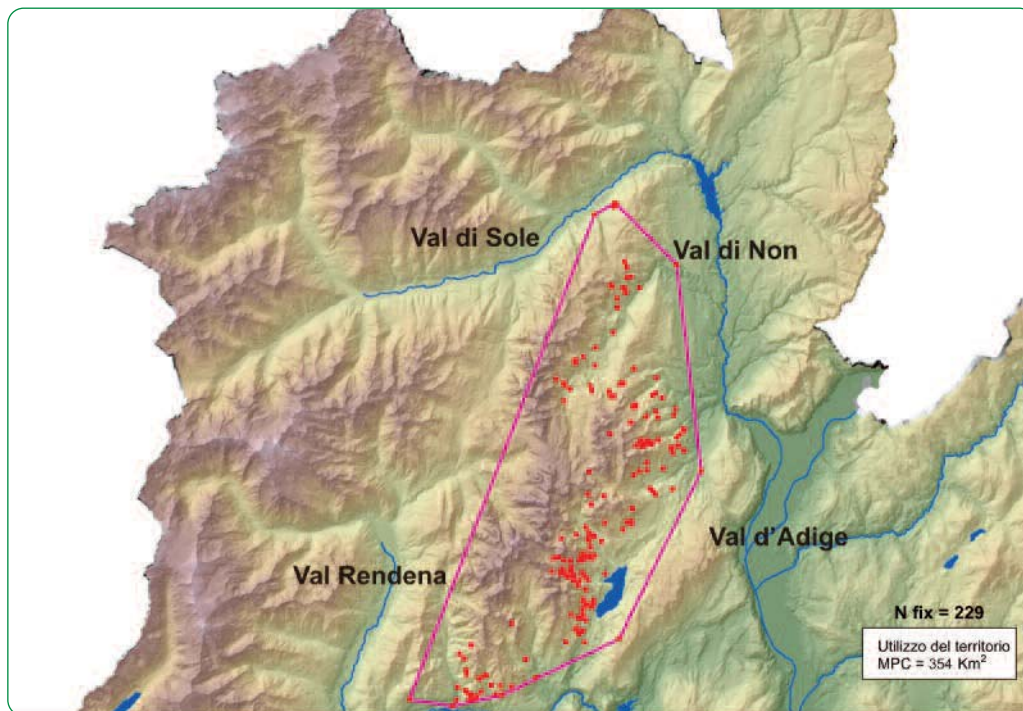 Val di Sole
Val di Non
Val d'Adige
Val Rendena
N fix = 229
Utilizzo del territorio
MPC = 354 Km²